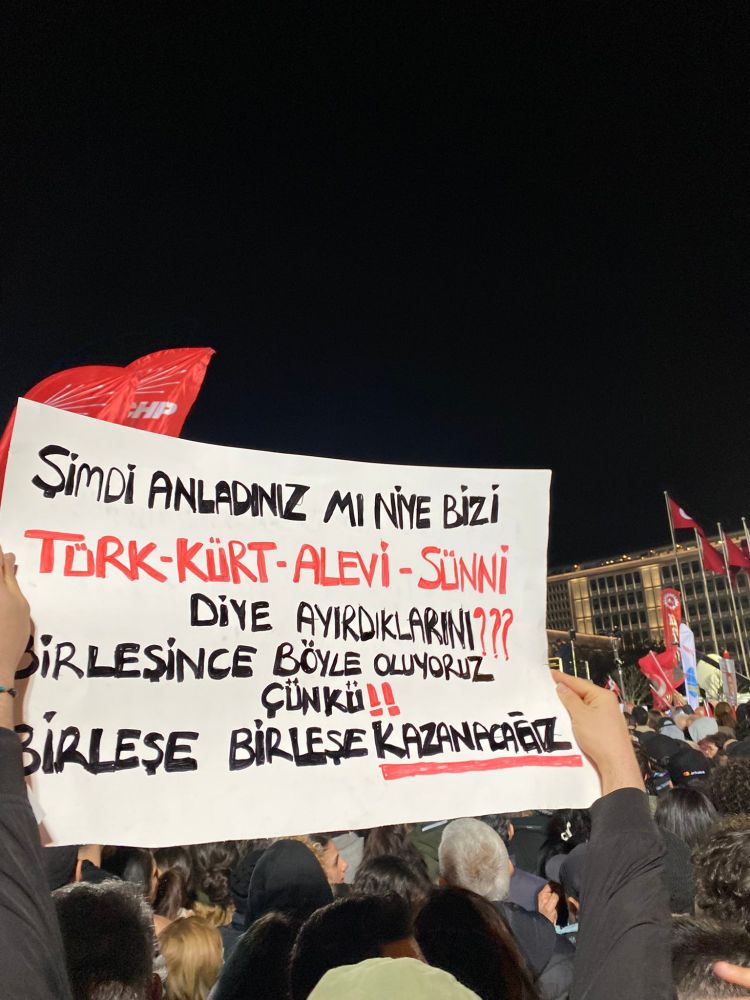 CHP
ŞİMDİ ANLADINIZ MI NİYE BİZİ
TÜRK-KÜRT-ALEVİ-SÜNNİ
DİYE AYIRDIKLARINI???
BİRLEŞİNCE BÖYLE OLUYORUZ
ÇÜNKÜ!!
BİRLEŞE BİRLEŞE KAZANACAĞIZ